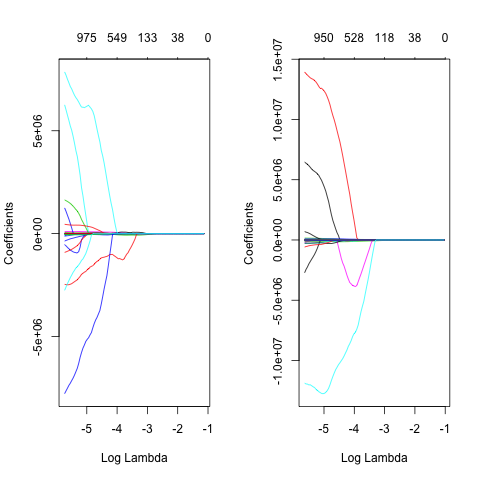 975 549 133 38 0
5e+06
0e+00
-5e+06
Coefficients
-5 -4 -3 -2 -1
Log Lambda
950 528 118 38 0
1.5e+07
1.0e+07
5.0e+06
0.0e+00
-5.0e+06
-1.0e+07
Coefficients
-5 -4 -3 -2 -1
Log Lambda